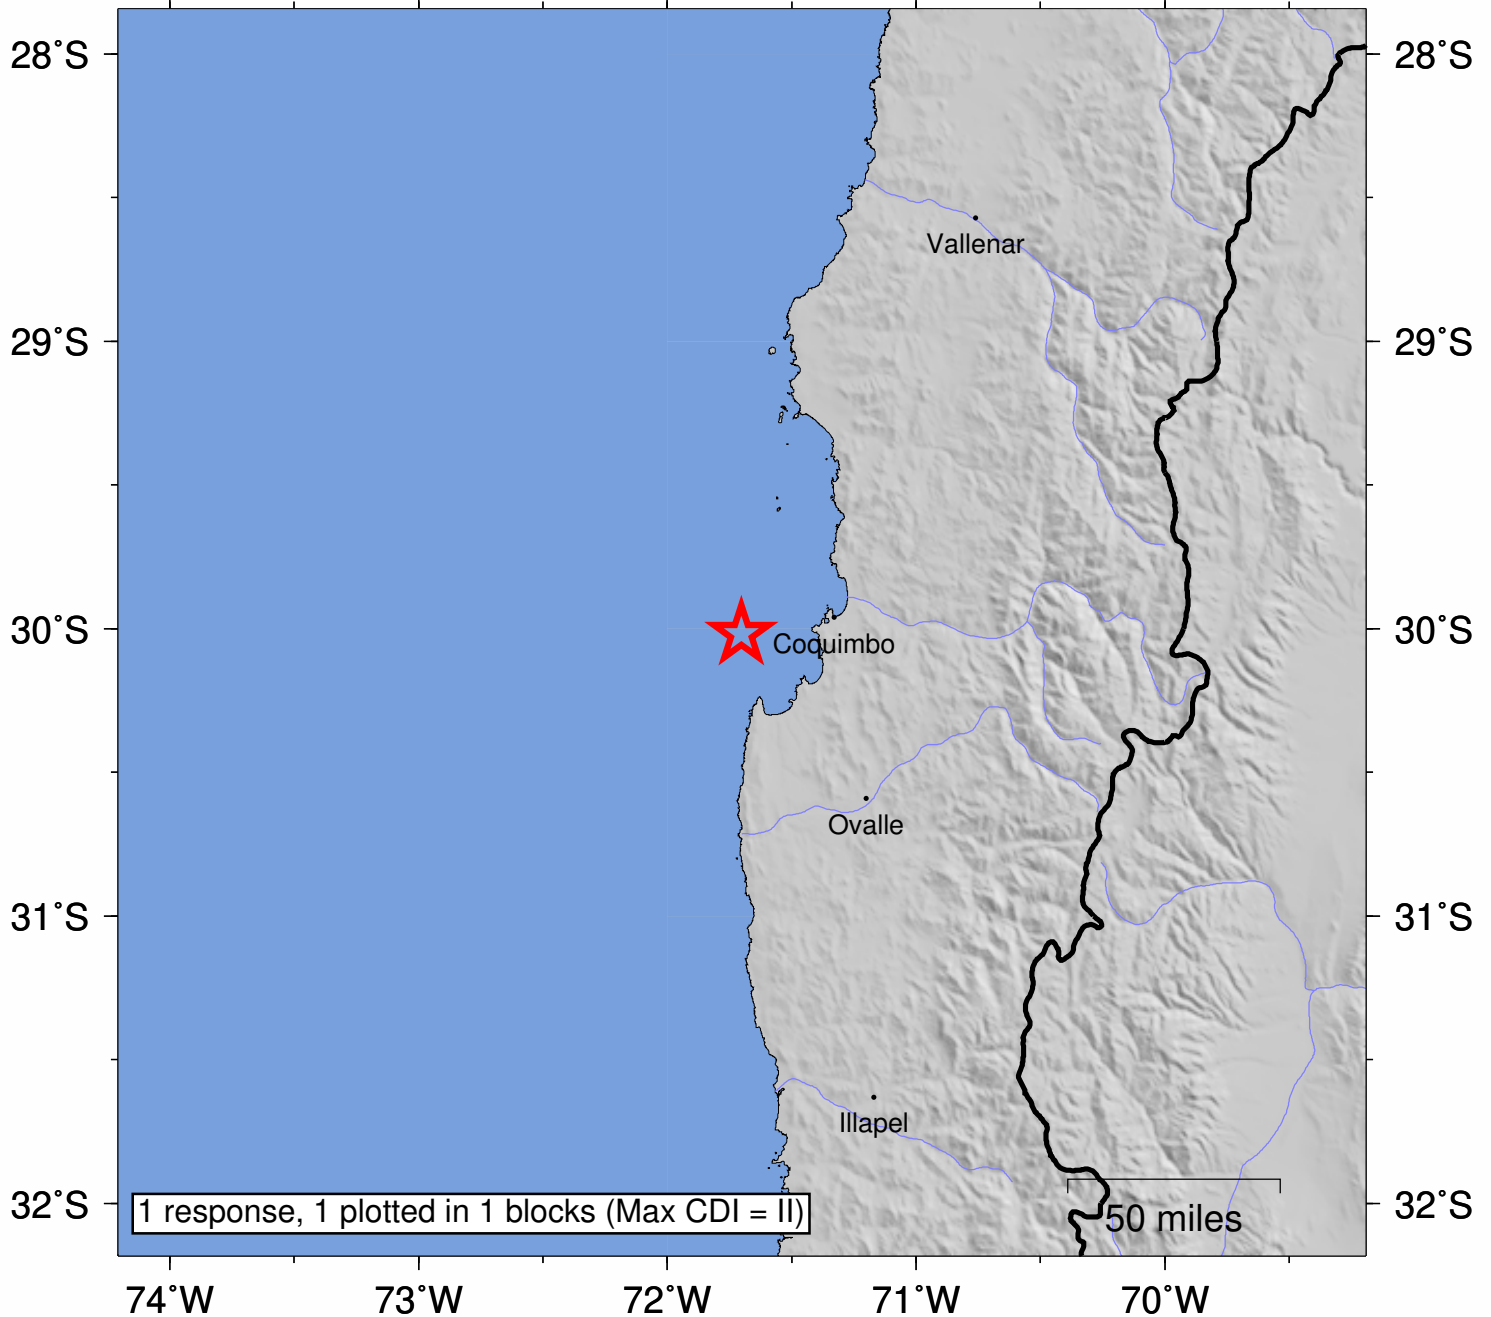 28°S 28°S
Vallenar
29°S 29°S
30°S 30°S
Coquimbo
Ovalle
31°S 31°S
Illapel
32°S 32°S
1 response, 1 plotted in 1 blocks (Max CDI = II)
50 miles
74°W 73°W 72°W 71°W 70°W